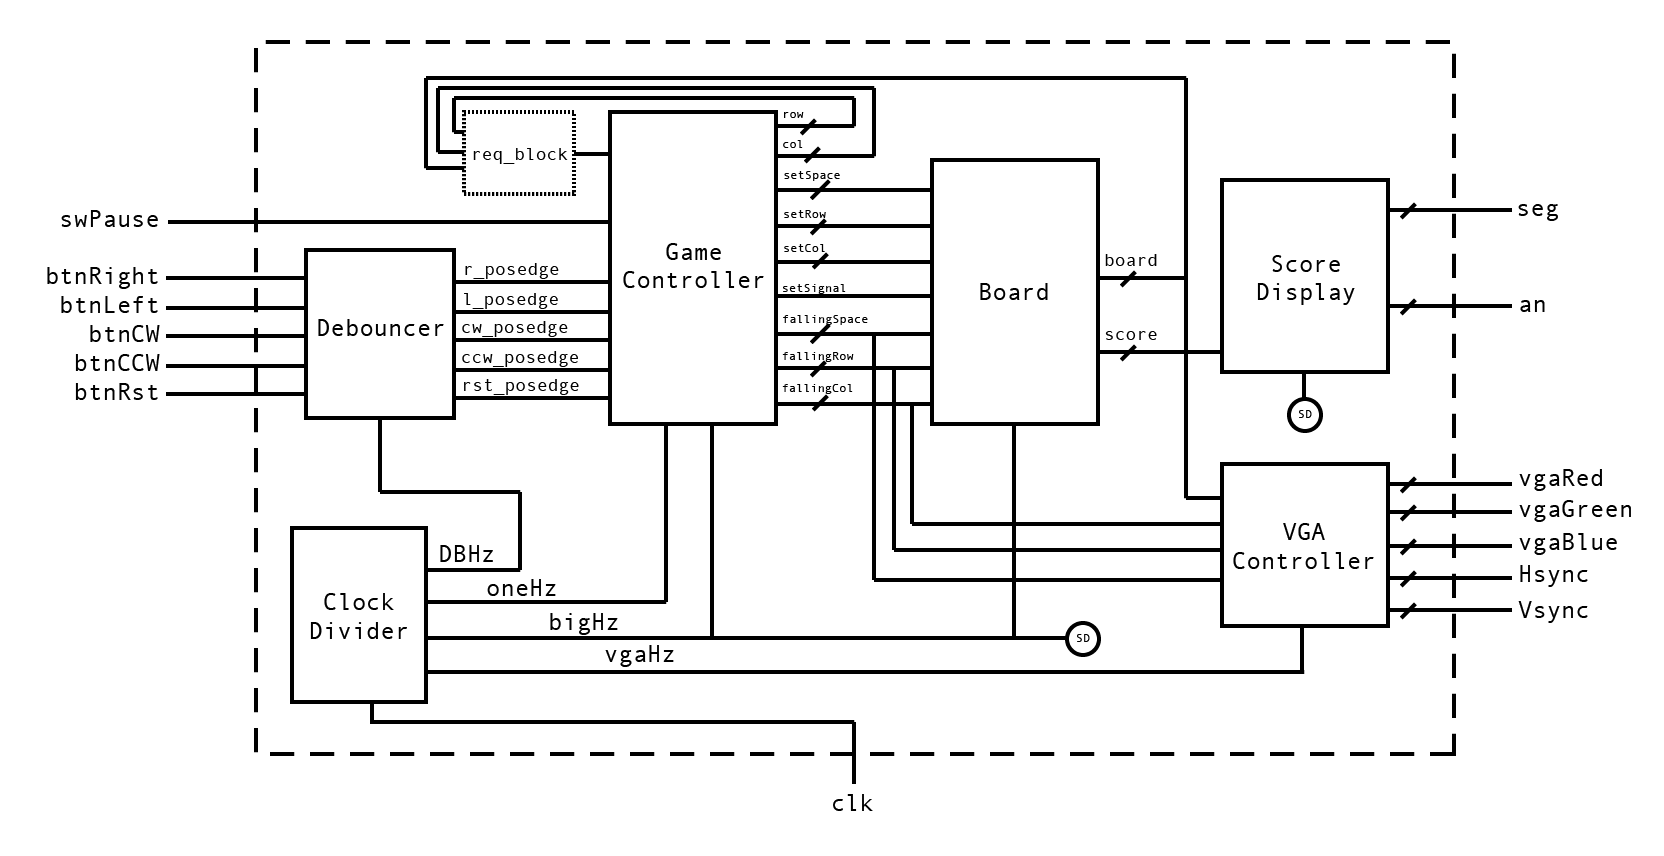 row
col
req_block
setSpace
swPause
setRow
seg
Game
Controller
setCol
board
Score
Display
btnRight
r_posedge
setSignal
Board
btnLeft
l_posedge
fallingSpace
an
btnCW
Debouncer
cw_posedge
score
btnCCW
ccw_posedge
fallingRow
btnRst
rst_posedge
fallingCol
SD
vgaRed
vgaGreen
VGA
Controller
vgaBlue
DBHz
Hsync
oneHz
Clock
Divider
Vsync
bigHz
SD
vgaHz
clk